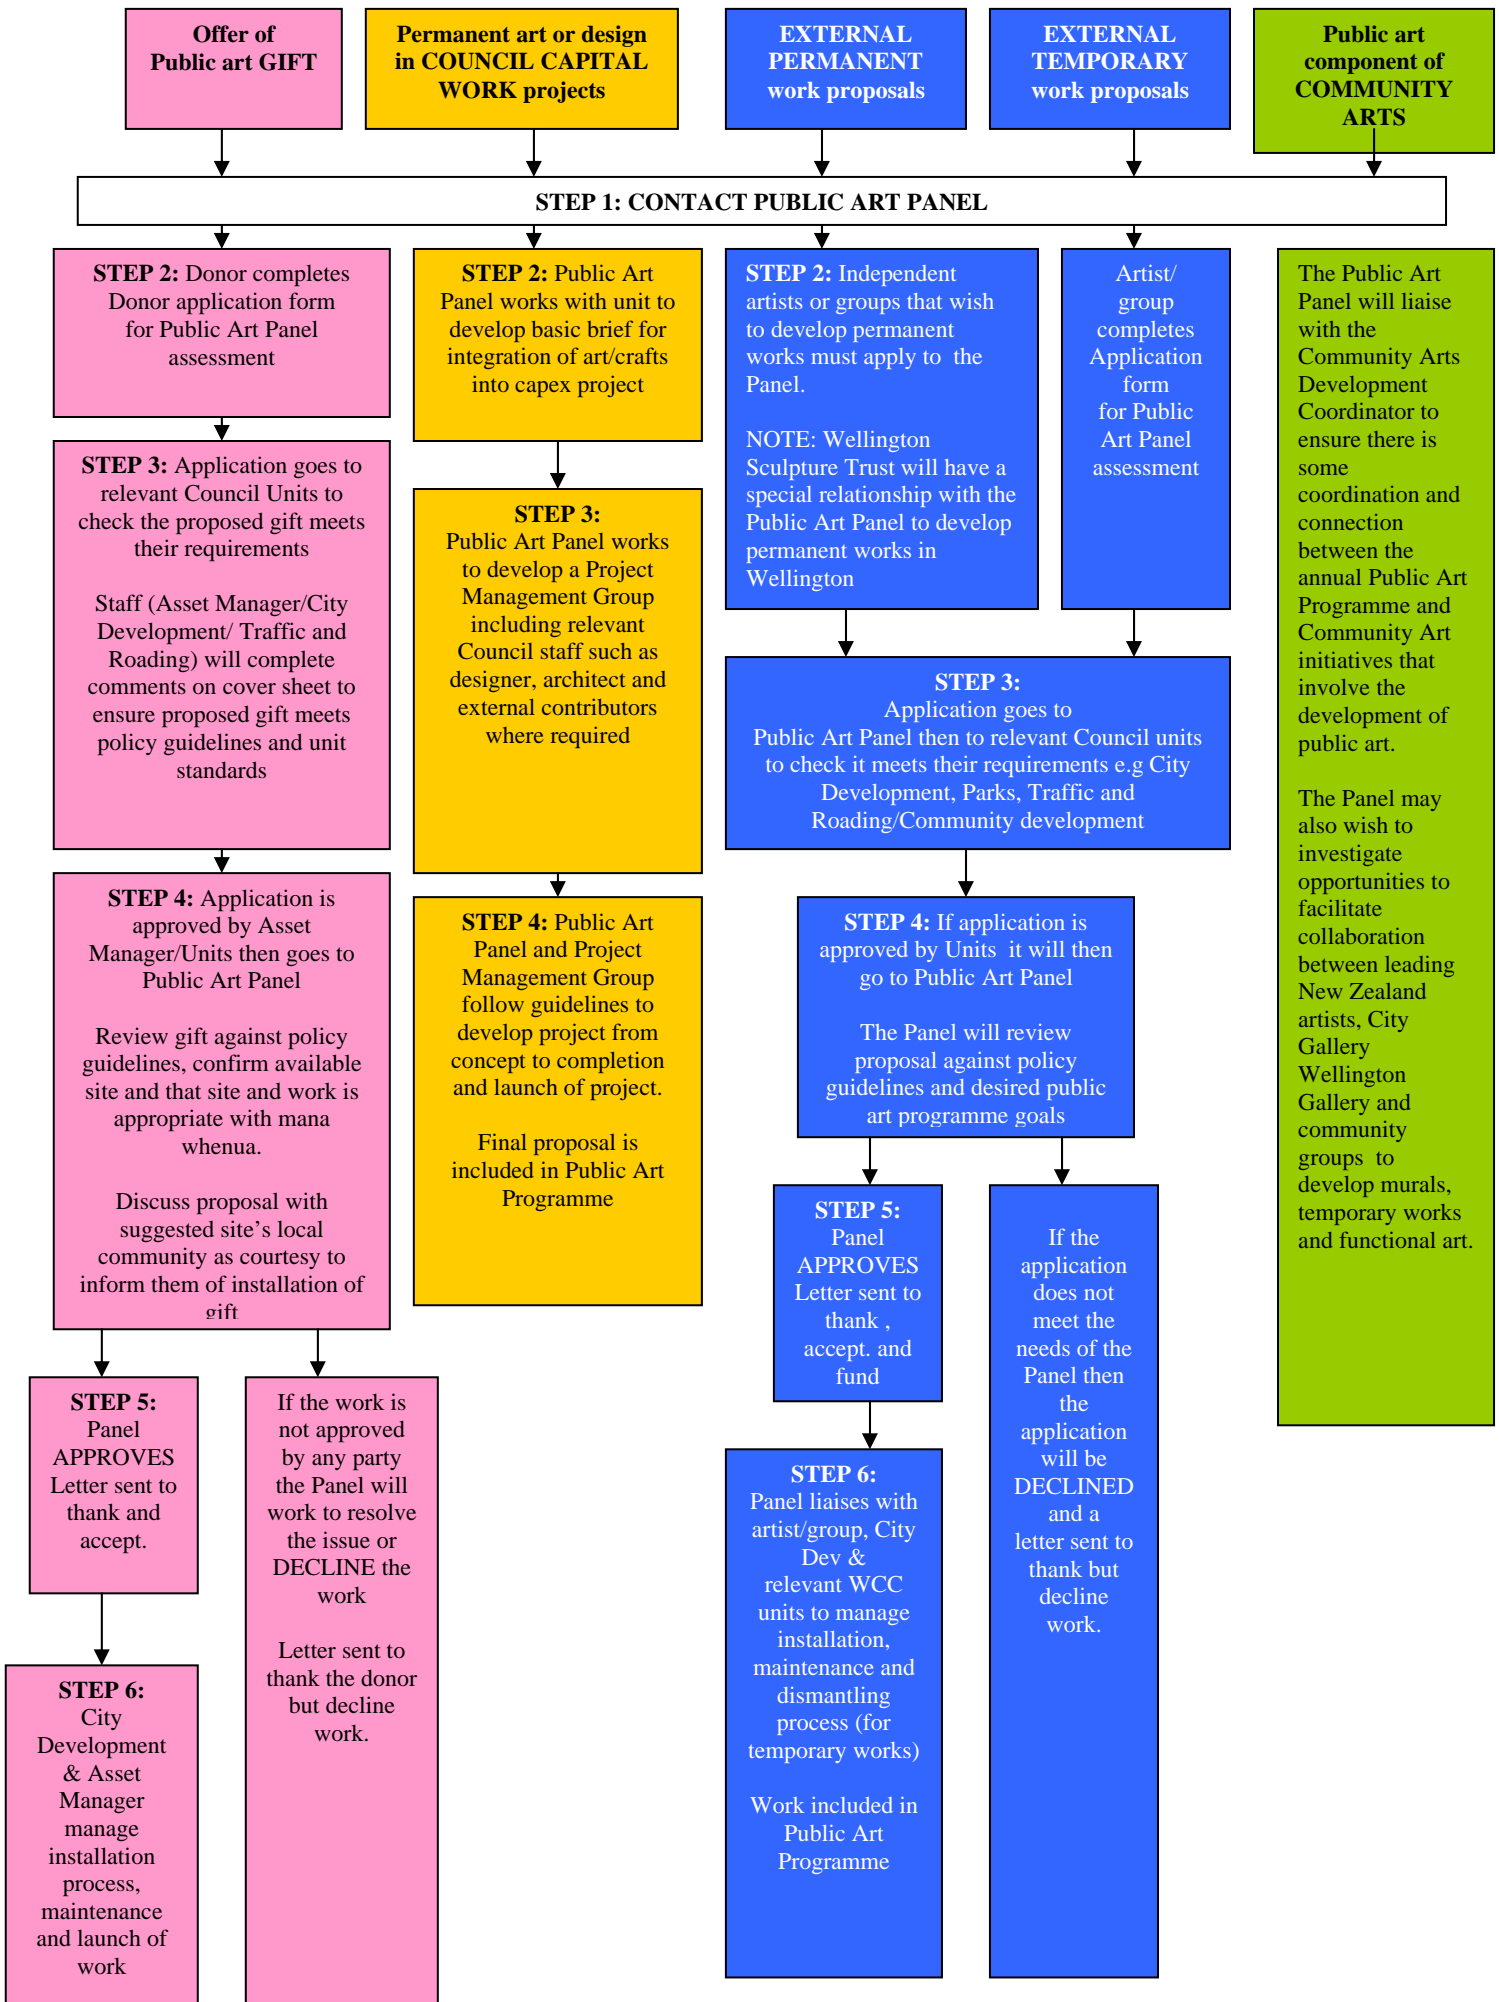 Offer of
Public art GIFT
Permanent art or design
in COUNCIL CAPITAL
WORK projects
EXTERNAL
PERMANENT
work proposals
EXTERNAL
TEMPORARY
work proposals
Public art
component of
COMMUNITY
ARTS
STEP 1: CONTACT PUBLIC ART PANEL
STEP 2: Donor completes
Donor application form
for Public Art Panel
assessment
STEP 2: Public Art
Panel works with unit to
develop basic brief for
integration of art/crafts
into capex project
STEP 2: Independent
artists or groups that wish
to develop permanent
works must apply to the
Panel.
NOTE: Wellington
Sculpture Trust will have a
special relationship with the
Public Art Panel to develop
permanent works in
Wellington
Artist/
group
completes
Application
form
for Public
Art Panel
assessment
The Public Art
Panel will liaise
with the
Community Arts
Development
Coordinator to
ensure there is
some
coordination and
connection
between the
annual Public Art
Programme and
Community Art
initiatives that
involve the
development of
public art.
The Panel may
also wish to
investigate
opportunities to
facilitate
collaboration
between leading
New Zealand
artists, City
Gallery
Wellington
Gallery and
community
groups to
develop murals,
temporary works
and functional art.
STEP 3: Application goes to
relevant Council Units to
check the proposed gift meets
their requirements
Staff (Asset Manager/City
Development/ Traffic and
Roading) will complete
comments on cover sheet to
ensure proposed gift meets
policy guidelines and unit
standards
STEP 3:
Public Art Panel works
to develop a Project
Management Group
including relevant
Council staff such as
designer, architect and
external contributors
where required
STEP 3:
Application goes to
Public Art Panel then to relevant Council units
to check it meets their requirements e.g City
Development, Parks, Traffic and
Roading/Community development
STEP 4: Application is
approved by Asset
Manager/Units then goes to
Public Art Panel
Review gift against policy
guidelines, confirm available
site and that site and work is
appropriate with mana
whenua.
Discuss proposal with
suggested site's local
community as courtesy to
inform them of installation of
gift
STEP 4: Public Art
Panel and Project
Management Group
follow guidelines to
develop project from
concept to completion
and launch of project.
Final proposal is
included in Public Art
Programme
STEP 4: If application is
approved by Units it will then
go to Public Art Panel
The Panel will review
proposal against policy
guidelines and desired public
art programme goals
STEP 5:
Panel
APPROVES
Letter sent to
thank and
accept.
If the work is
not approved
by any party
the Panel will
work to resolve
the issue or
DECLINE the
work
Letter sent to
thank the donor
but decline
work.
STEP 5:
Panel
APPROVES
Letter sent to
thank ,
accept. and
fund
If the
application
does not
meet the
needs of the
Panel then
the
application
will be
DECLINED
and a
letter sent to
thank but
decline
work.
STEP 6:
City
Development
& Asset
Manager
manage
installation
process,
maintenance
and launch of
work
STEP 6:
Panel liaises with
artist/group, City
Dev &
relevant WCC
units to manage
installation,
maintenance and
dismantling
process (for
temporary works)
Work included in
Public Art
Programme